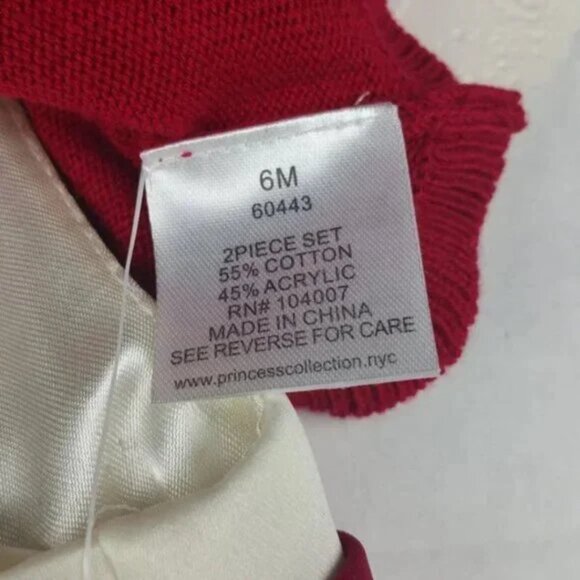 6M
60443
2PIECE SET
55% COTTON
45% ACRYLIC
RN# 104007
MADE IN CHINA
SEE REVERSE FOR CARE
www.princesscollection.nyc